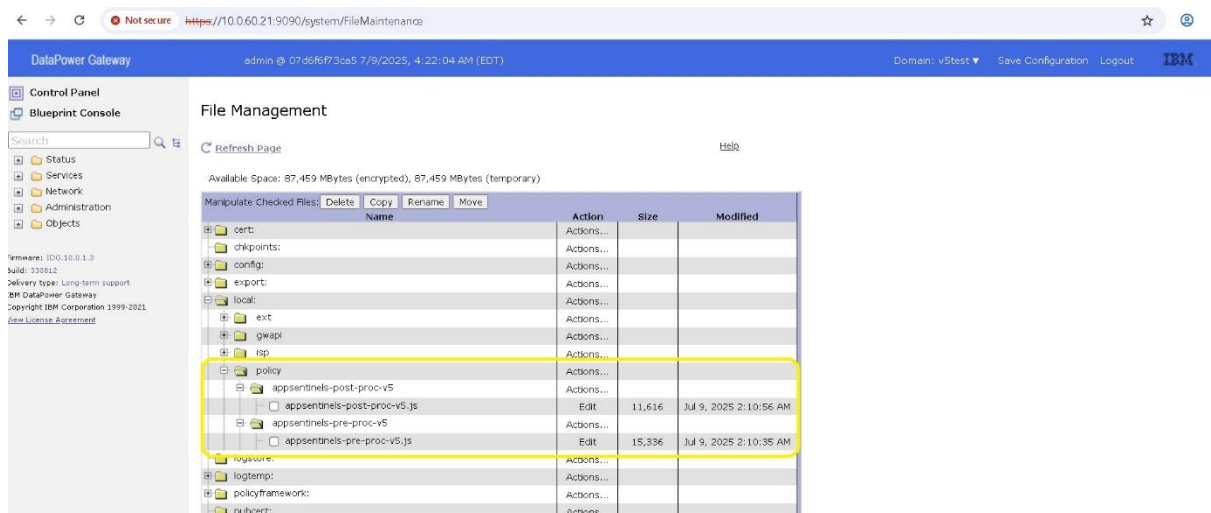 Not secure https://10.0.60.21:9090/system/FileMaintenance
DataPower Gateway admin @ 07d6f6f73ca5 7/9/2025, 4:22:04 AM (EDT) Domain: v5test ▼ Save Configuration Logout IBM
Control Panel
Blueprint Console
Search
Status
Services
Network
Administration
Objects
Firmware: IDG.10.0.1.3
Build: 330812
Delivery type: Long-term support
IBM DataPower Gateway
Copyright IBM Corporation 1999-2021
View License Agreement
File Management
Refresh Page Help
Available Space: 87,459 MBytes (encrypted), 87,459 MBytes (temporary)
Manipulate Checked Files: Delete Copy Rename Move
Name Action Size Modified
cert: Actions...
chkpoints: Actions...
config: Actions...
export: Actions...
local: Actions...
ext Actions...
gwapi Actions...
isp Actions...
policy Actions...
appsentinels-post-proc-v5 Actions...
appsentinels-post-proc-v5.js Edit 11,616 Jul 9, 2025 2:10:56 AM
appsentinels-pre-proc-v5 Actions...
appsentinels-pre-proc-v5.js Edit 15,336 Jul 9, 2025 2:10:35 AM
logstore: Actions...
logtemp: Actions...
policyframework: Actions...
pubcert: Actions...